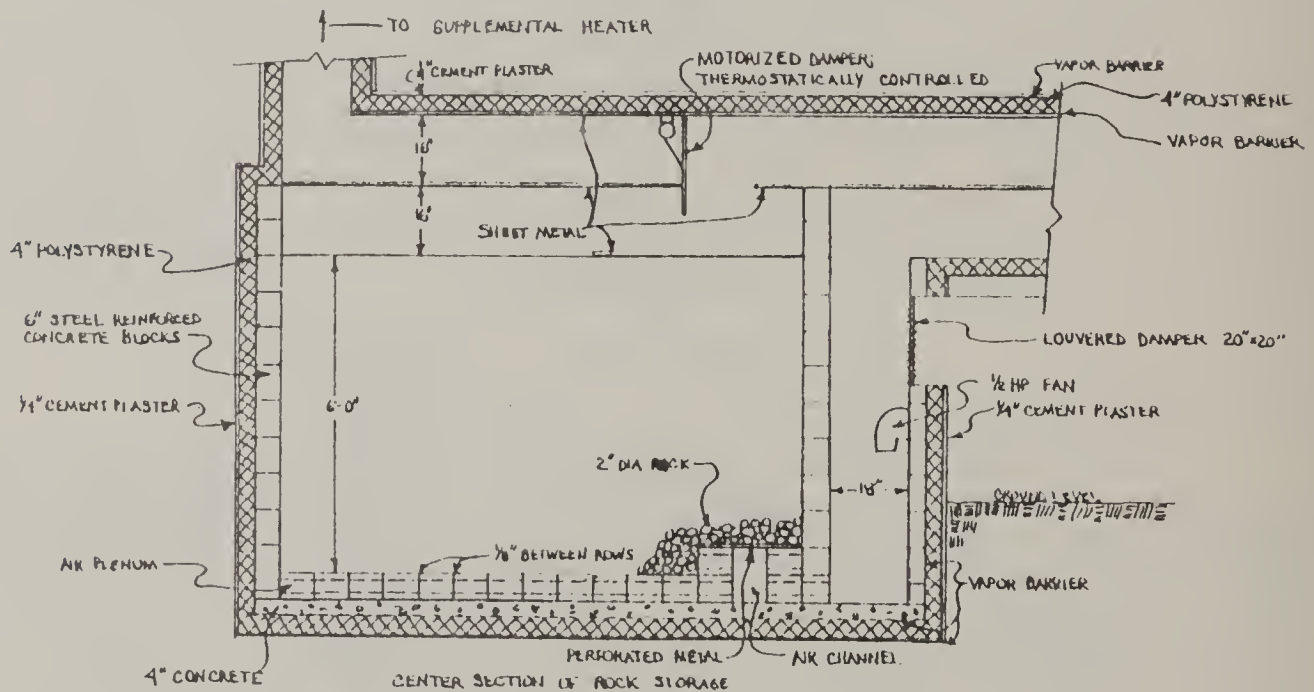 TO SUPPLEMENTAL HEATER
CEMENT PLASTER
MOTORIZED DAMPER;
THERMOSTATICALLY CONTROLLED
VAPOR BARRIER
4" POLYSTYRENE
VAPOR BARRIER
16"
SHEET METAL
4" POLYSTYRENE
6" STEEL REINFORCED
CONCRETE BLOCKS
LOUVERED DAMPER 20"x20"
1/2 HP FAN
1/4" CEMENT PLASTER
1/4" CEMENT PLASTER
6'-0"
2" DIA ROCK
18"
GROUND LEVEL
1/8" BETWEEN ROWS
AIR PLENUM
VAPOR BARRIER
PERFORATED METAL
AIR CHANNEL
4" CONCRETE
CENTER SECTION OF ROCK STORAGE